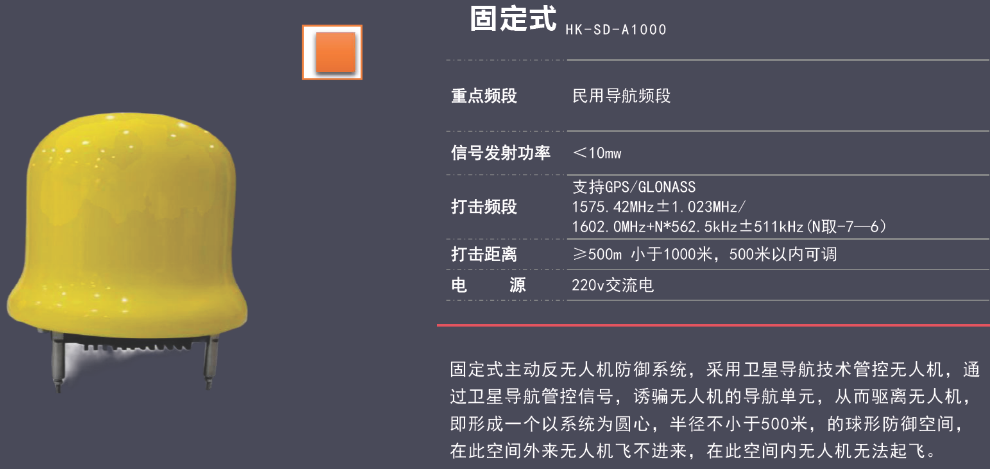 固定式 HK-SD-A1000
重点频段 民用导航频段
信号发射功率 <10mw
打击频段 支持GPS/GLONASS
1575.42MHz±1.023MHz/
1602.0MHz+N*562.5kHz±511kHz(N取-7—6)
打击距离 ≥500m 小于1000米，500米以内可调
电 源 220v交流电
固定式主动反无人机防御系统，采用卫星导航技术管控无人机，通
过卫星导航管控信号，诱骗无人机的导航单元，从而驱离无人机，
即形成一个以系统为圆心，半径不小于500米，的球形防御空间，
在此空间外来无人机飞不进来，在此空间内无人机无法起飞。